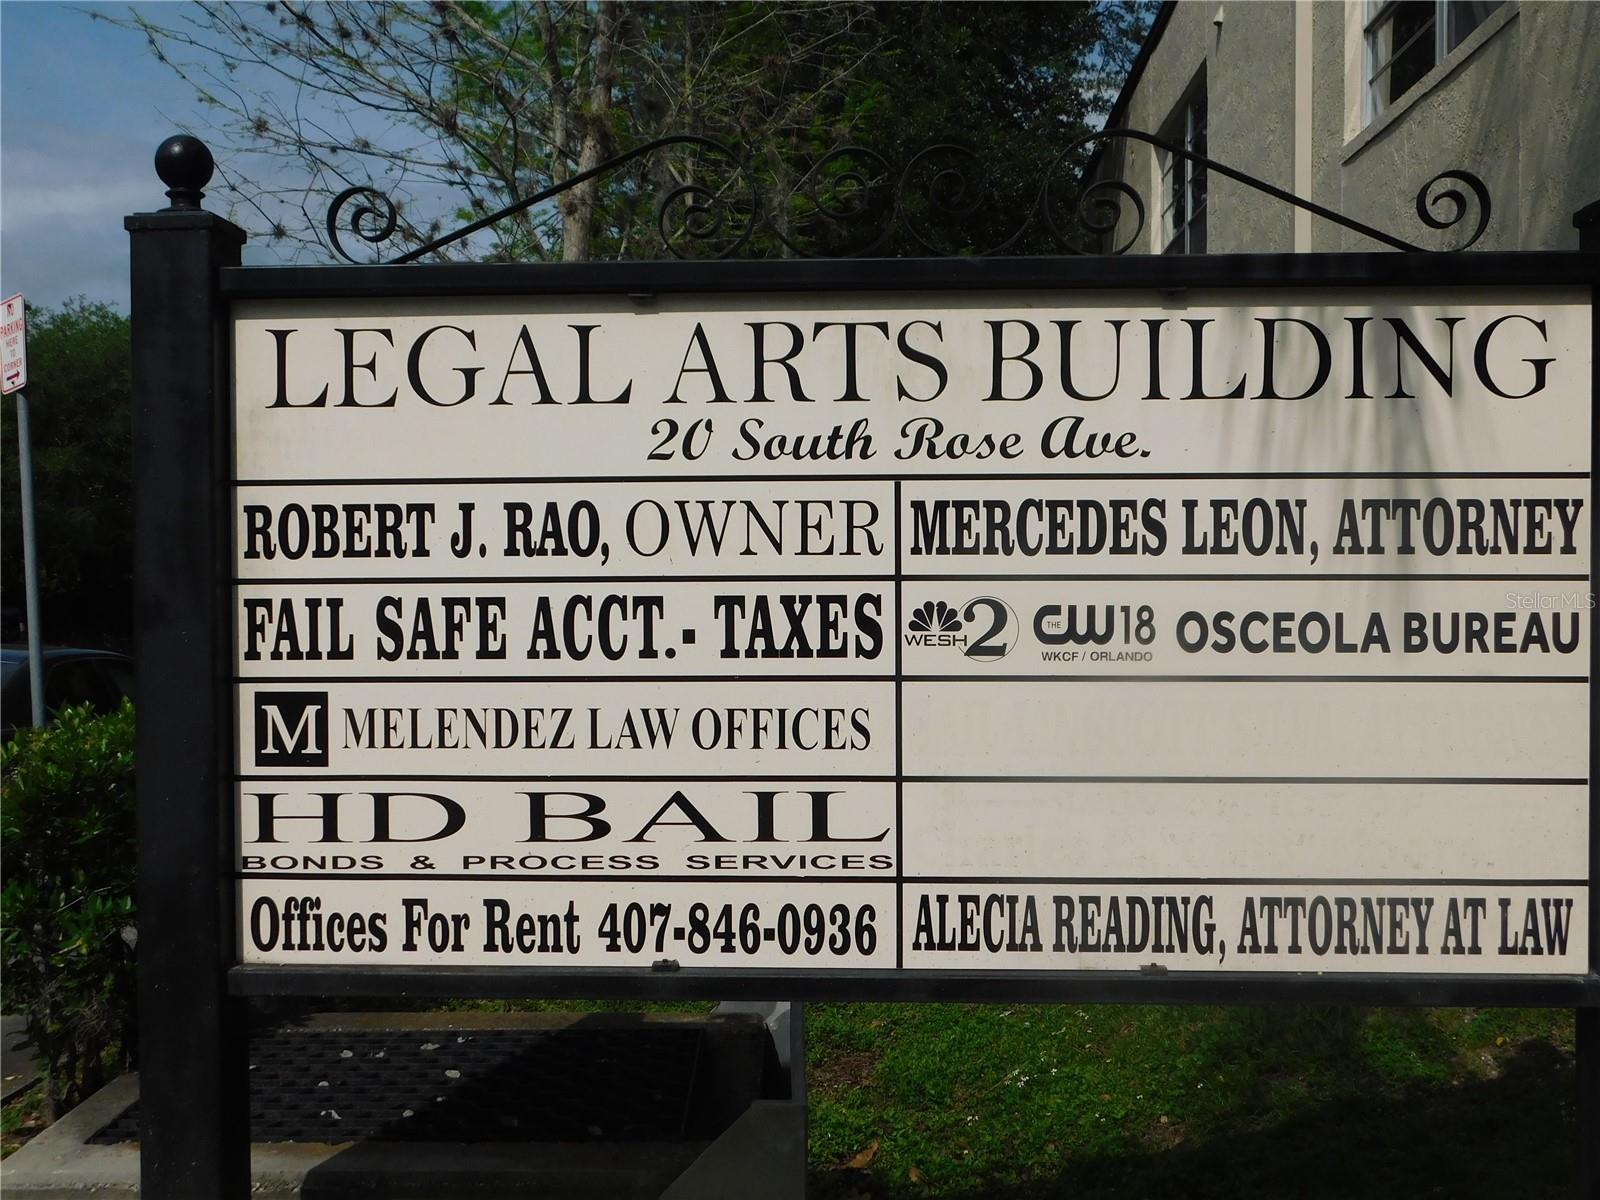 LEGAL ARTS BUILDING
20 South Rose Ave.
ROBERT J. RAO, OWNER
MERCEDES LEON, ATTORNEY
FAIL SAFE ACCT.- TAXES
WESH 2 THE CW 18 WKCF / ORLANDO OSCEOLA BUREAU
M MELENDEZ LAW OFFICES
HD BAIL
BONDS & PROCESS SERVICES
Offices For Rent 407-846-0936
ALECIA READING, ATTORNEY AT LAW
NO
PARKING
HERE
TO
CORNER
StellarMLS